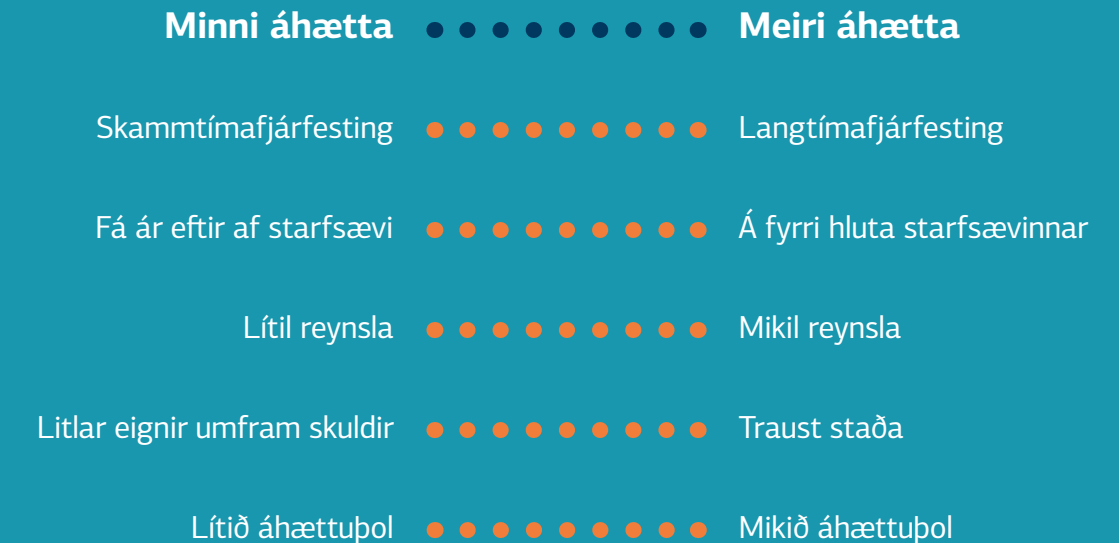 Minni áhætta Meiri áhætta
Skammtímafjárfesting Langtímafjárfesting
Fá ár eftir af starfsævi Á fyrri hluta starfsævinnar
Lítil reynsla Mikil reynsla
Litlar eignir umfram skuldir Traust staða
Lítið áhættuþol Mikið áhættuþol